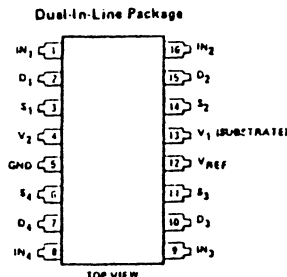 Dual-In-Line Package
IN₁ 1 16 IN₂
D₁ 2 15 D₂
S₁ 3 14 S₂
V₂ 4 13 V₁ (SUBSTRATE)
GND 5 12 VREF
S₄ 6 11 S₃
D₄ 7 10 D₃
IN₄ 8 9 IN₃
TOP VIEW